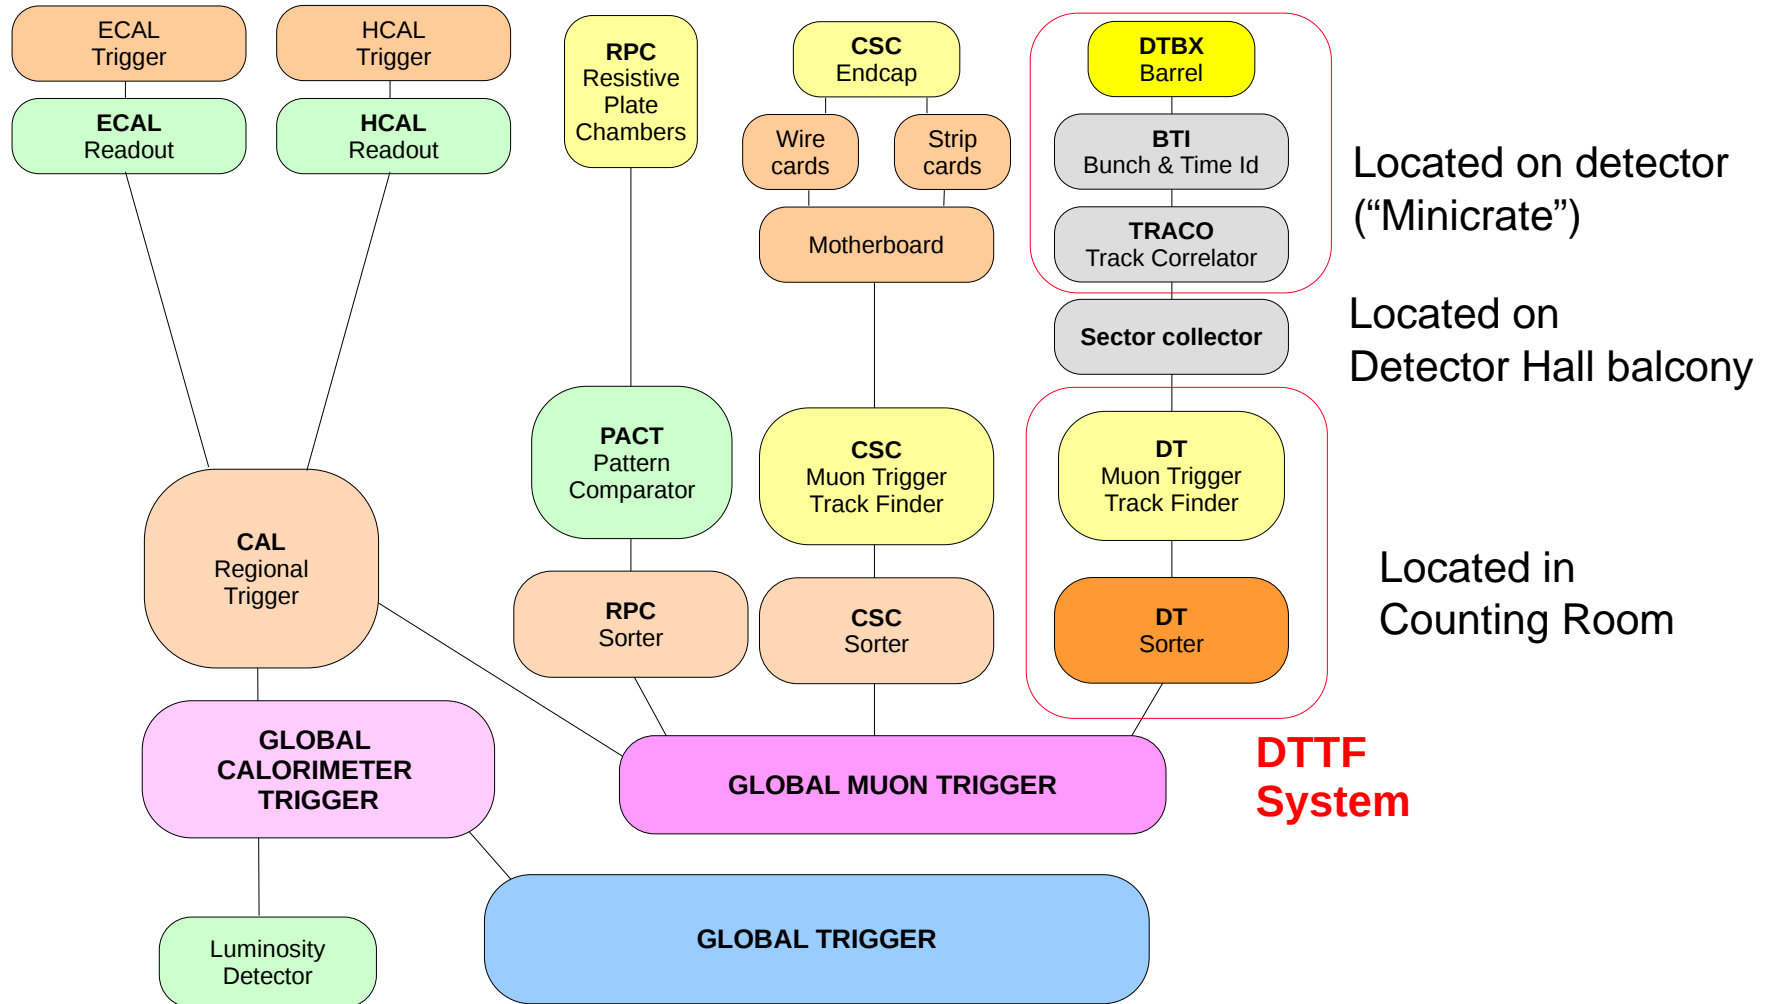 ECAL
Trigger
HCAL
Trigger
RPC
Resistive
Plate
Chambers
CSC
Endcap
DTBX
Barrel
ECAL
Readout
HCAL
Readout
Wire
cards
Strip
cards
BTI
Bunch & Time Id
Located on detector
(“Minicrate”)
Motherboard
TRACO
Track Correlator
Sector collector
Located on
Detector Hall balcony
PACT
Pattern
Comparator
CSC
Muon Trigger
Track Finder
DT
Muon Trigger
Track Finder
CAL
Regional
Trigger
RPC
Sorter
CSC
Sorter
DT
Sorter
Located in
Counting Room
GLOBAL
CALORIMETER
TRIGGER
GLOBAL MUON TRIGGER
DTTF
System
Luminosity
Detector
GLOBAL TRIGGER